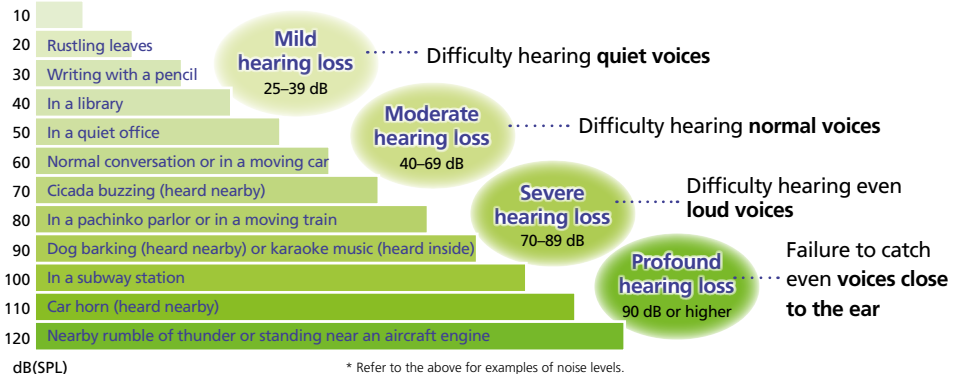 10
20 Rustling leaves
30 Writing with a pencil
40 In a library
50 In a quiet office
60 Normal conversation or in a moving car
70 Cicada buzzing (heard nearby)
80 In a pachinko parlor or in a moving train
90 Dog barking (heard nearby) or karaoke music (heard inside)
100 In a subway station
110 Car horn (heard nearby)
120 Nearby rumble of thunder or standing near an aircraft engine
dB(SPL)
Mild
hearing loss
25–39 dB
Difficulty hearing quiet voices
Moderate
hearing loss
40–69 dB
Difficulty hearing normal voices
Severe
hearing loss
70–89 dB
Difficulty hearing even
loud voices
Profound
hearing loss
90 dB or higher
Failure to catch
even voices close
to the ear
* Refer to the above for examples of noise levels.